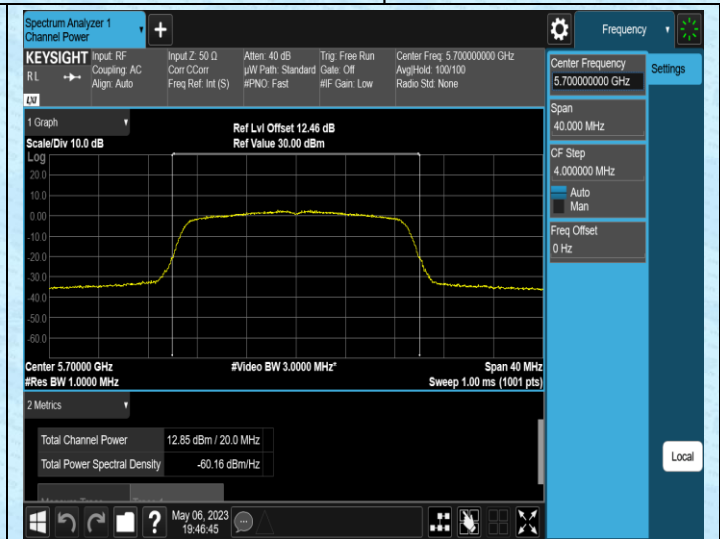 Spectrum Analyzer 1
Channel Power
Frequency
KEYSIGHT
RL
LXI
Input: RF
Coupling: AC
Align: Auto
Input Z: 50 Ω
Corr CCorr
Freq Ref: Int (S)
Atten: 40 dB
µW Path: Standard
#PNO: Fast
Trig: Free Run
Gate: Off
#IF Gain: Low
Center Freq: 5.700000000 GHz
Avg|Hold: 100/100
Radio Std: None
Center Frequency
5.700000000 GHz
Settings
Span
40.000 MHz
CF Step
4.000000 MHz
Auto
Man
Freq Offset
0 Hz
1 Graph
Scale/Div 10.0 dB
Ref Lvl Offset 12.46 dB
Ref Value 30.00 dBm
Log
20.0
10.0
0.00
-10.0
-20.0
-30.0
-40.0
-50.0
-60.0
Center 5.70000 GHz
#Res BW 1.0000 MHz
#Video BW 3.0000 MHz*
Span 40 MHz
Sweep 1.00 ms (1001 pts)
2 Metrics
Total Channel Power 12.85 dBm / 20.0 MHz
Total Power Spectral Density -60.16 dBm/Hz
Local
?
May 06, 2023
19:46:45